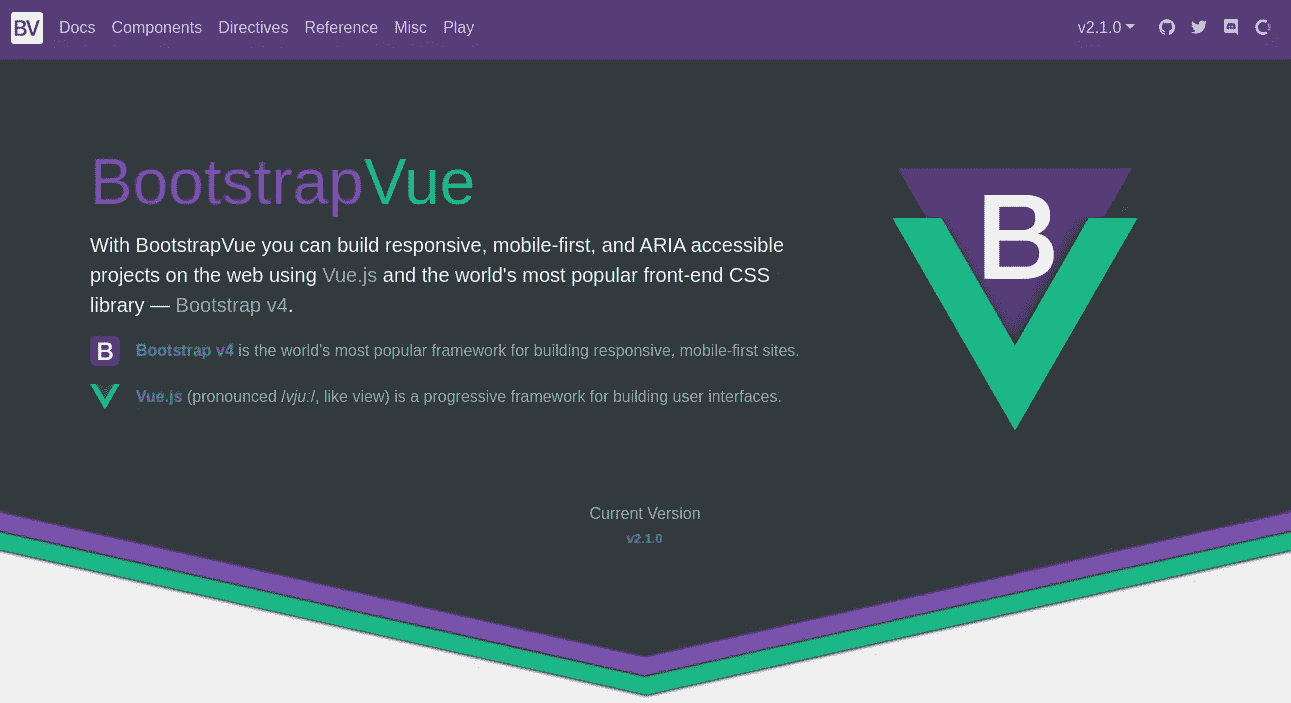 BV Docs Components Directives Reference Misc Play v2.1.0
BootstrapVue
B
With BootstrapVue you can build responsive, mobile-first, and ARIA accessible
projects on the web using Vue.js and the world's most popular front-end CSS
library — Bootstrap v4.
B Bootstrap v4 is the world's most popular framework for building responsive, mobile-first sites.
Vue.js (pronounced /vjuː/, like view) is a progressive framework for building user interfaces.
Current Version
v2.1.0